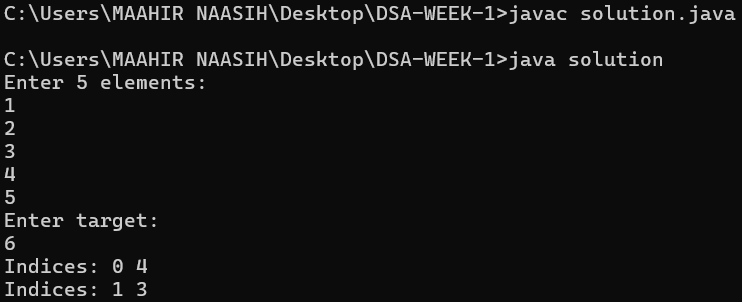 C:\Users\MAAHIR NAASIH\Desktop\DSA-WEEK-1>javac solution.java
C:\Users\MAAHIR NAASIH\Desktop\DSA-WEEK-1>java solution
Enter 5 elements:
1
2
3
4
5
Enter target:
6
Indices: 0 4
Indices: 1 3